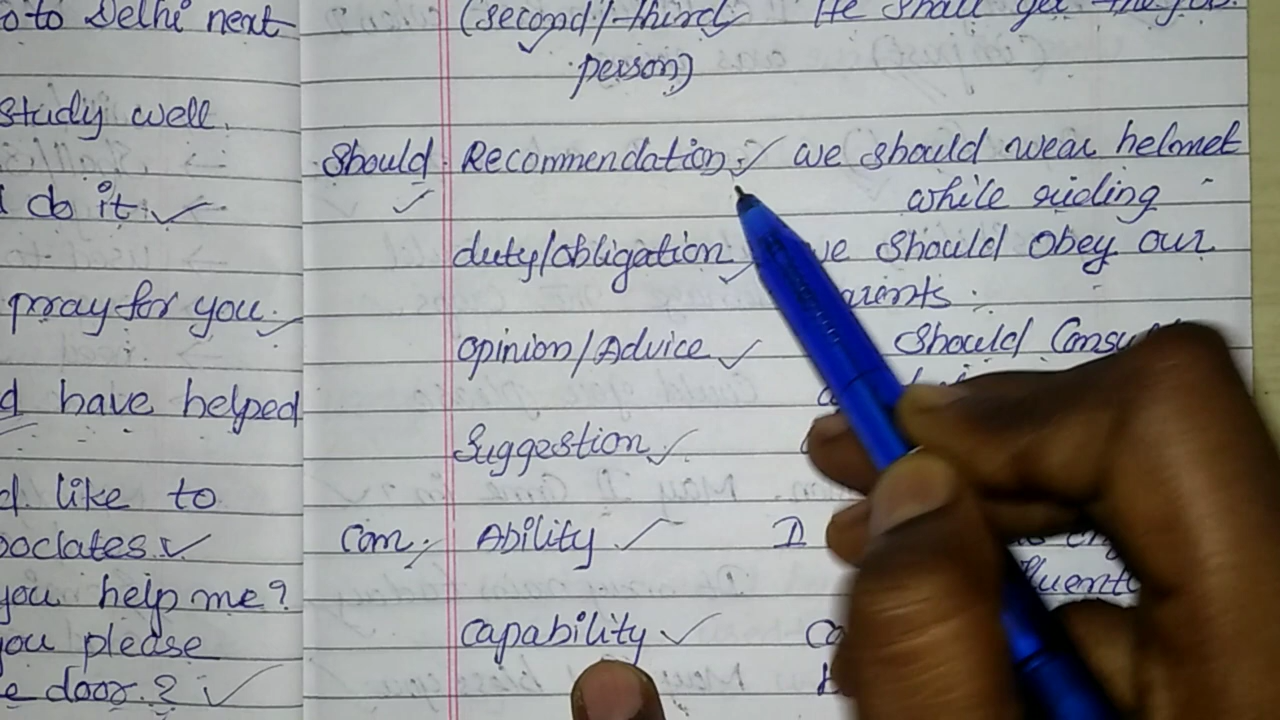 o to Delhi next
study well.
do it.
pray for you.
have helped
like to
you help me?
you please
e door.?
(second/third He shall get the job.
person)
Should Recommendation. we should wear helmet
while riding
duty/obligation we should obey our
arents.
opinion/Advice should
Suggestion
Can. Ability I
capability